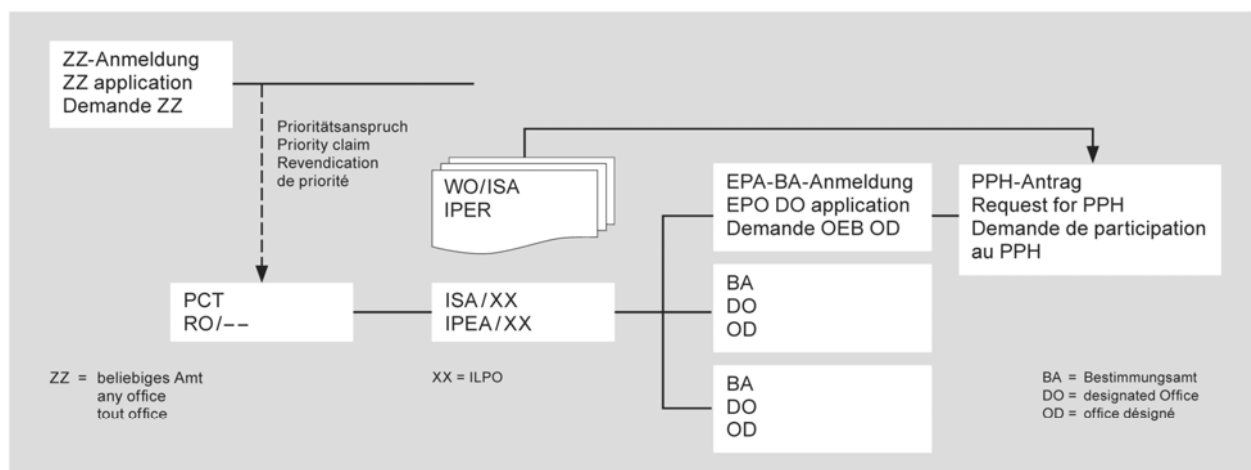 ZZ-Anmeldung
ZZ application
Demande ZZ
Prioritätsanspruch
Priority claim
Revendication
de priorité
WO/ISA
IPER
EPA-BA-Anmeldung
EPO DO application
Demande OEB OD
PPH-Antrag
Request for PPH
Demande de participation
au PPH
PCT
RO/––
ISA/XX
IPEA/XX
BA
DO
OD
BA
DO
OD
ZZ = beliebiges Amt
any office
tout office
XX = ILPO
BA = Bestimmungsamt
DO = designated Office
OD = office désigné